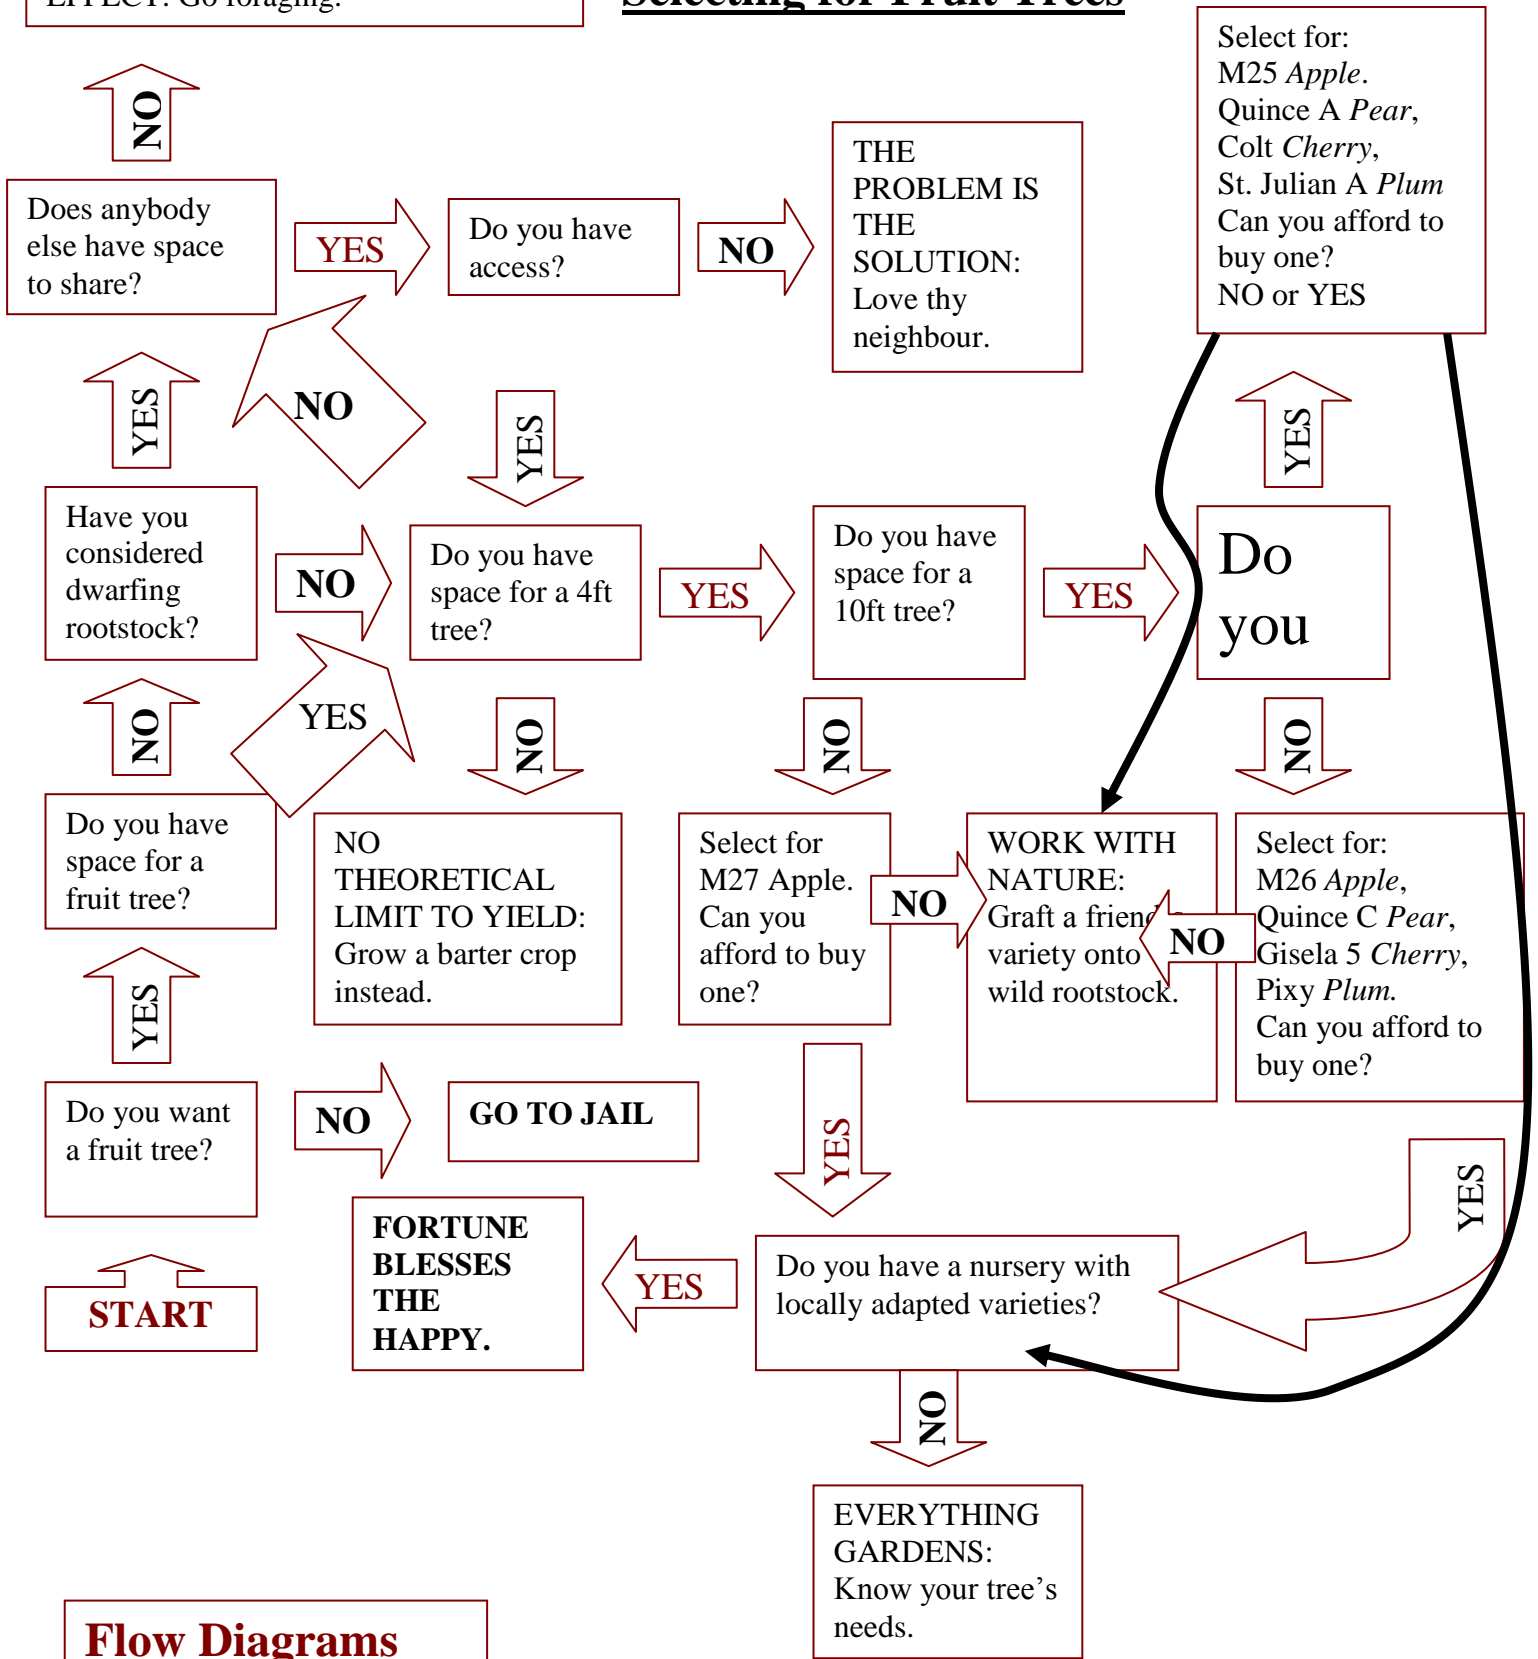 EFFECT: Go foraging.
Selecting for Fruit Trees
Select for:
M25 Apple.
Quince A Pear,
Colt Cherry,
St. Julian A Plum
Can you afford to
buy one?
NO or YES
NO
THE
PROBLEM IS
THE
SOLUTION:
Love thy
neighbour.
Does anybody
else have space
to share?
YES
Do you have
access?
NO
YES
NO
YES
YES
Have you
considered
dwarfing
rootstock?
NO
Do you have
space for a 4ft
tree?
YES
Do you have
space for a
10ft tree?
YES
Do
you
NO
YES
NO
NO
NO
Do you have
space for a
fruit tree?
NO
THEORETICAL
LIMIT TO YIELD:
Grow a barter crop
instead.
Select for
M27 Apple.
Can you
afford to buy
one?
NO
WORK WITH
NATURE:
Graft a friend's
variety onto
wild rootstock.
NO
Select for:
M26 Apple,
Quince C Pear,
Gisela 5 Cherry,
Pixy Plum.
Can you afford to
buy one?
YES
Do you want
a fruit tree?
NO
GO TO JAIL
YES
YES
FORTUNE
BLESSES
THE
HAPPY.
YES
Do you have a nursery with
locally adapted varieties?
START
NO
EVERYTHING
GARDENS:
Know your tree's
needs.
Flow Diagrams